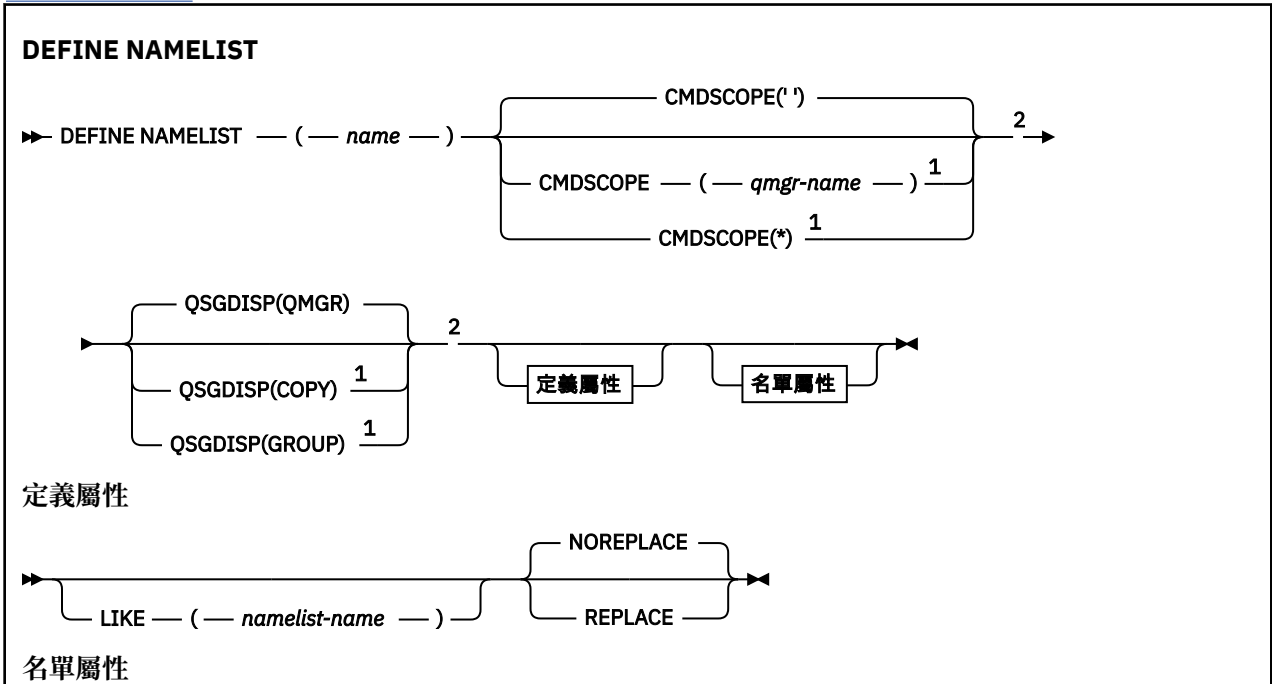 DEFINE NAMELIST
CMDSCOPE(' ')
DEFINE NAMELIST ( name ) 2
CMDSCOPE ( qmgr-name ) 1
CMDSCOPE(*) 1
QSGDISP(QMGR)
2
QSGDISP(COPY) 1 定義屬性 名單屬性
QSGDISP(GROUP) 1
定義屬性
NOREPLACE
LIKE ( namelist-name ) REPLACE
名單屬性